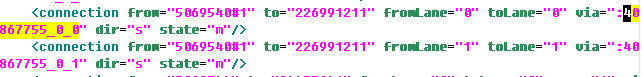 <connection from="5069540#1" to="226991211" fromLane="0" toLane="0" via=":40
867755_0_0" dir="s" state="m"/>
<connection from="5069540#1" to="226991211" fromLane="1" toLane="1" via=":40
867755_0_1" dir="s" state="m"/>